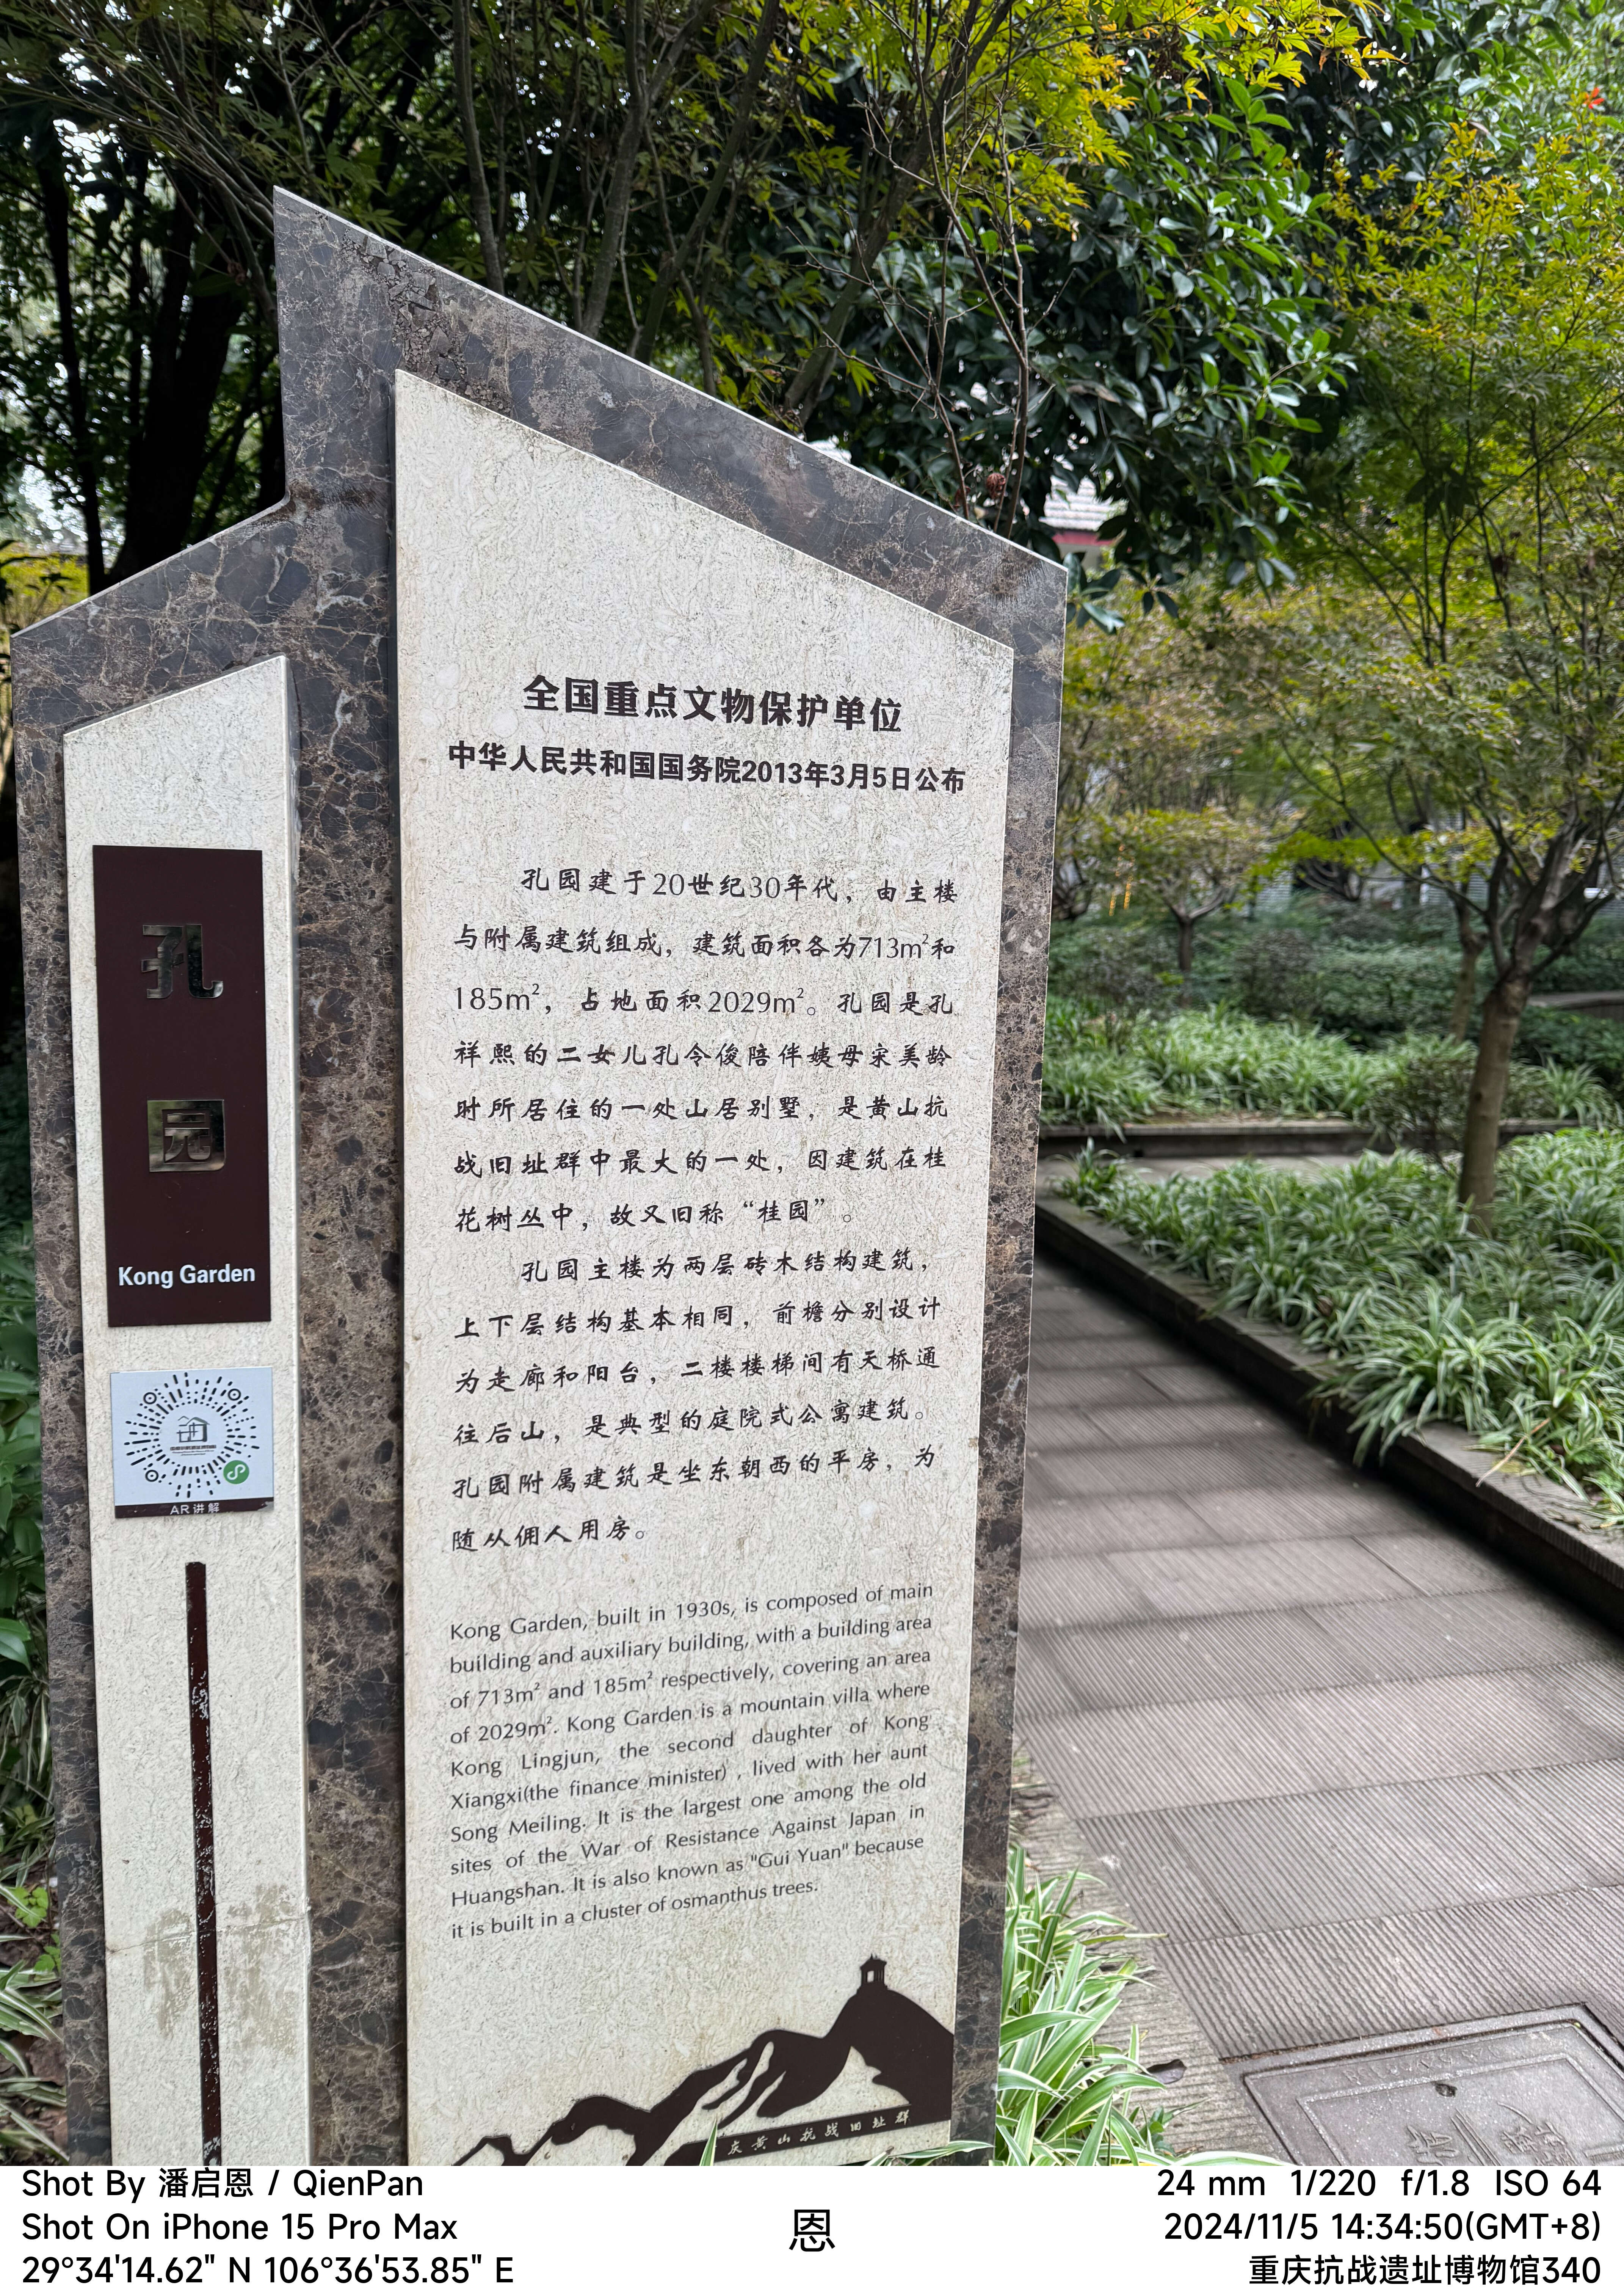 全国重点文物保护单位
中华人民共和国国务院2013年3月5日公布
孔园建于20世纪30年代，由主楼
与附属建筑组成，建筑面积各为713m²和
185m²，占地面积2029m²。孔园是孔
祥熙的二女儿孔令俊陪伴姨母宋美龄
时所居住的一处山居别墅，是黄山抗
战旧址群中最大的一处，因建筑在桂
花树丛中，故又旧称“桂园”。
孔园主楼为两层砖木结构建筑，
上下层结构基本相同，前檐分别设计
为走廊和阳台，二楼楼梯间有天桥通
往后山，是典型的庭院式公寓建筑。
孔园附属建筑是坐东朝西的平房，为
随从佣人用房。
Kong Garden, built in 1930s, is composed of main
building and auxiliary building, with a building area
of 713m² and 185m² respectively, covering an area
of 2029m². Kong Garden is a mountain villa where
Kong Lingjun, the second daughter of Kong
Xiangxi(the finance minister) , lived with her aunt
Song Meiling. It is the largest one among the old
sites of the War of Resistance Against Japan in
Huangshan. It is also known as "Gui Yuan" because
it is built in a cluster of osmanthus trees.
庆黄山抗战旧址群
孔
园
Kong Garden
AR讲解
Shot By 潘启恩 / QienPan
Shot On iPhone 15 Pro Max
29°34'14.62" N 106°36'53.85" E
恩
24 mm 1/220 f/1.8 ISO 64
2024/11/5 14:34:50(GMT+8)
重庆抗战遗址博物馆340